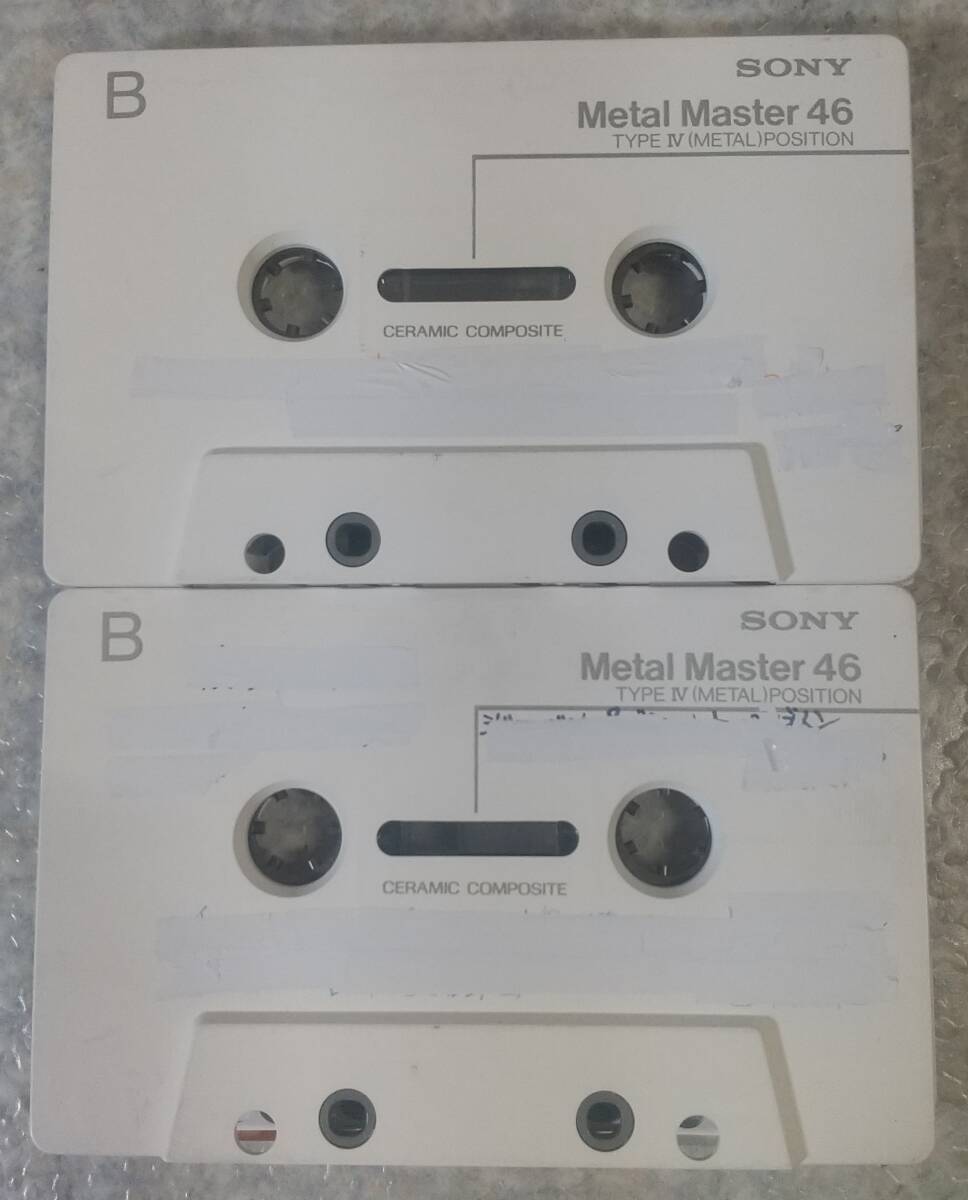 B
SONY
Metal Master 46
TYPE IV (METAL) POSITION
CERAMIC COMPOSITE
B
SONY
Metal Master 46
TYPE IV (METAL) POSITION
CERAMIC COMPOSITE